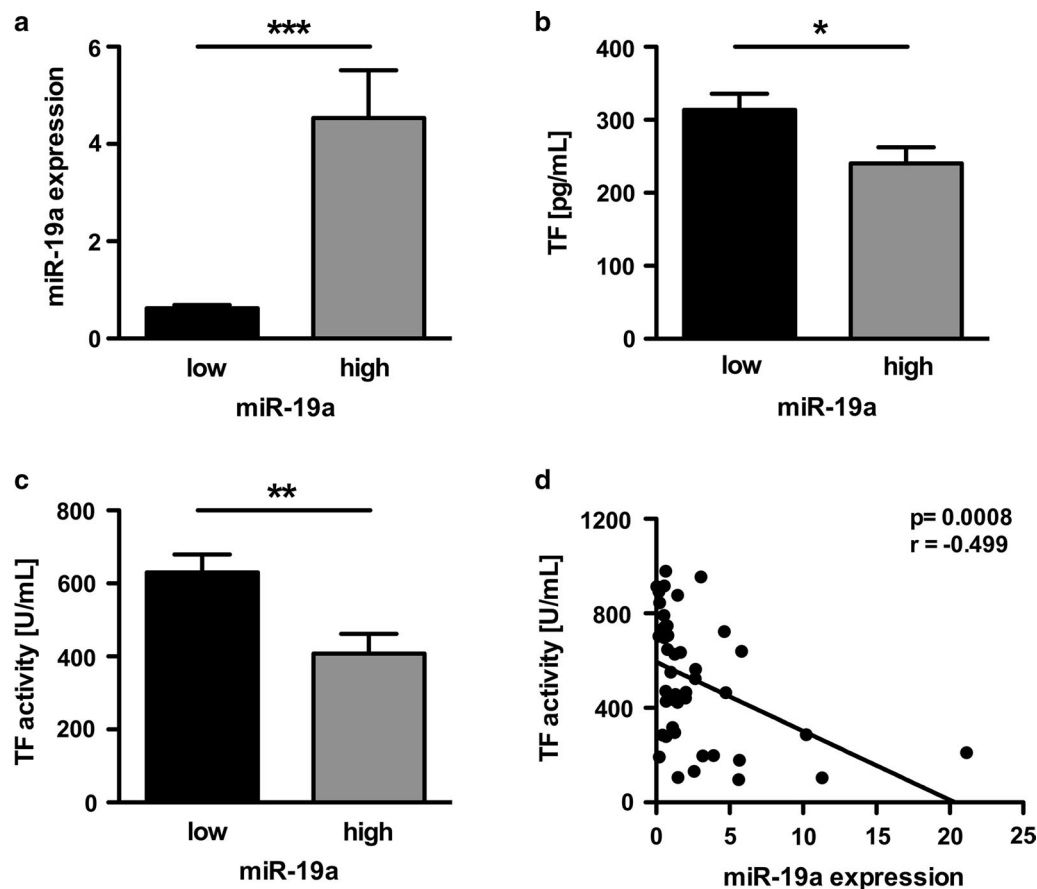 a
***
miR-19a expression
6
4
2
0
low high
miR-19a
b
*
TF [pg/mL]
400
300
200
100
0
low high
miR-19a
c
**
TF activity [U/mL]
800
600
400
200
0
low high
miR-19a
d
p= 0.0008
r = -0.499
TF activity [U/mL]
1200
800
400
0
0 5 10 15 20 25
miR-19a expression